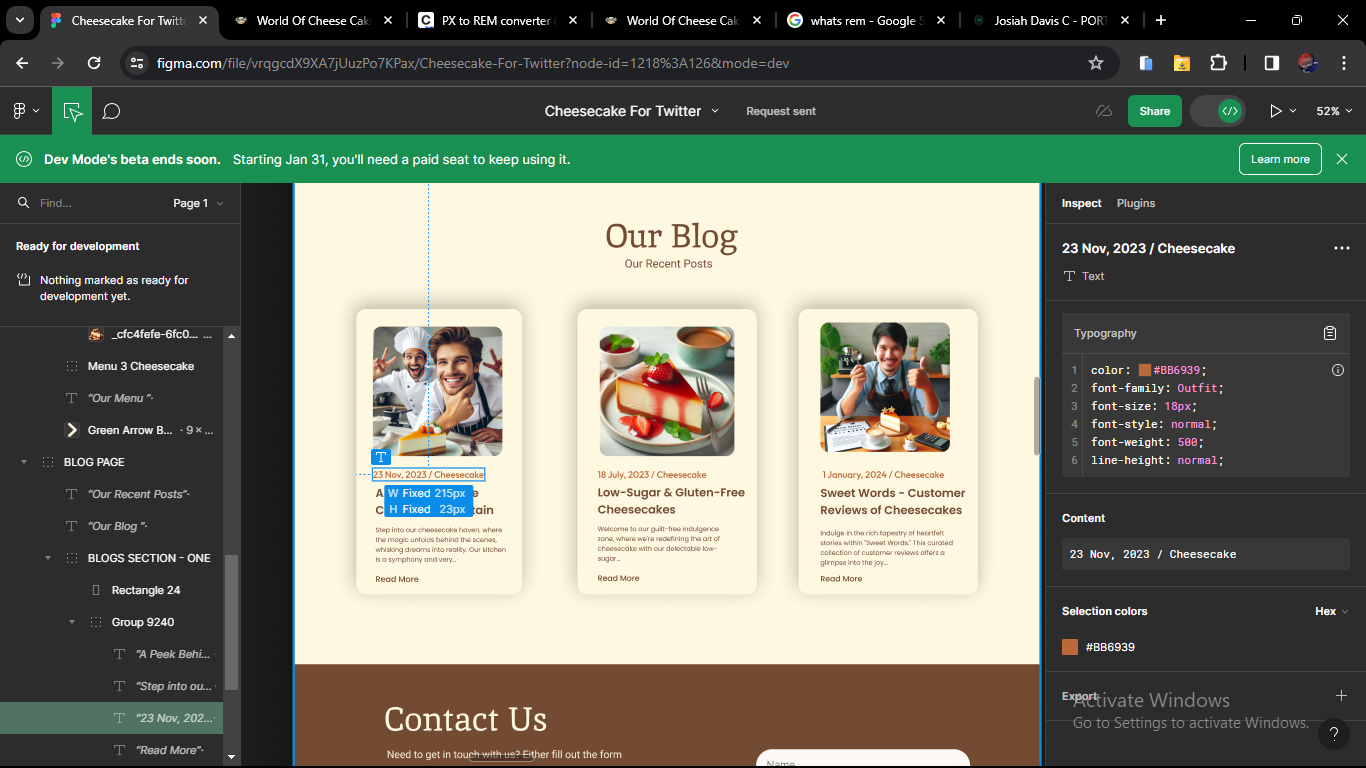 Cheesecake For Twitte
World Of Cheese Cak
PX to REM converter
World Of Cheese Cak
whats rem - Google S
Josiah Davis C - PORT
figma.com/file/vrqgcdX9XA7jUuzPo7KPax/Cheesecake-For-Twitter?node-id=1218%3A126&mode=dev
Cheesecake For Twitter
Request sent
Share
52%
Dev Mode's beta ends soon. Starting Jan 31, you'll need a paid seat to keep using it.
Learn more
Find...
Page 1
Ready for development
Nothing marked as ready for
development yet.
_cfc4fefe-6fc0... ...
Menu 3 Cheesecake
"Our Menu "·
Green Arrow B... - 9 × ...
BLOG PAGE
"Our Recent Posts"·
"Our Blog "·
BLOGS SECTION - ONE
Rectangle 24
Group 9240
"A Peek Behi...
"Step into ou...
"23 Nov, 202...
"Read More"·
Our Blog
Our Recent Posts
23 Nov, 2023 / Cheesecake
W Fixed 215px
H Fixed 23px
Step into our cheesecake haven, where
the magic unfolds behind the scenes,
whisking dreams into reality. Our kitchen
is a symphony and very...
Read More
18 July, 2023 / Cheesecake
Low-Sugar & Gluten-Free
Cheesecakes
Welcome to our guilt-free indulgence
zone, where we're redefining the art of
cheesecake with our delectable low-
sugar...
Read More
1 January, 2024 / Cheesecake
Sweet Words - Customer
Reviews of Cheesecakes
Indulge in the rich tapestry of heartfelt
stories within "Sweet Words." This curated
collection of customer reviews offers a
glimpse into the joy...
Read More
Contact Us
Need to get in touch with us? Either fill out the form
Name
Inspect
Plugins
23 Nov, 2023 / Cheesecake
Text
Typography
1 color: #BB6939;
2 font-family: Outfit;
3 font-size: 18px;
4 font-style: normal;
5 font-weight: 500;
6 line-height: normal;
Content
23 Nov, 2023 / Cheesecake
Selection colors
Hex
#BB6939
Export
Activate Windows
Go to Settings to activate Windows.